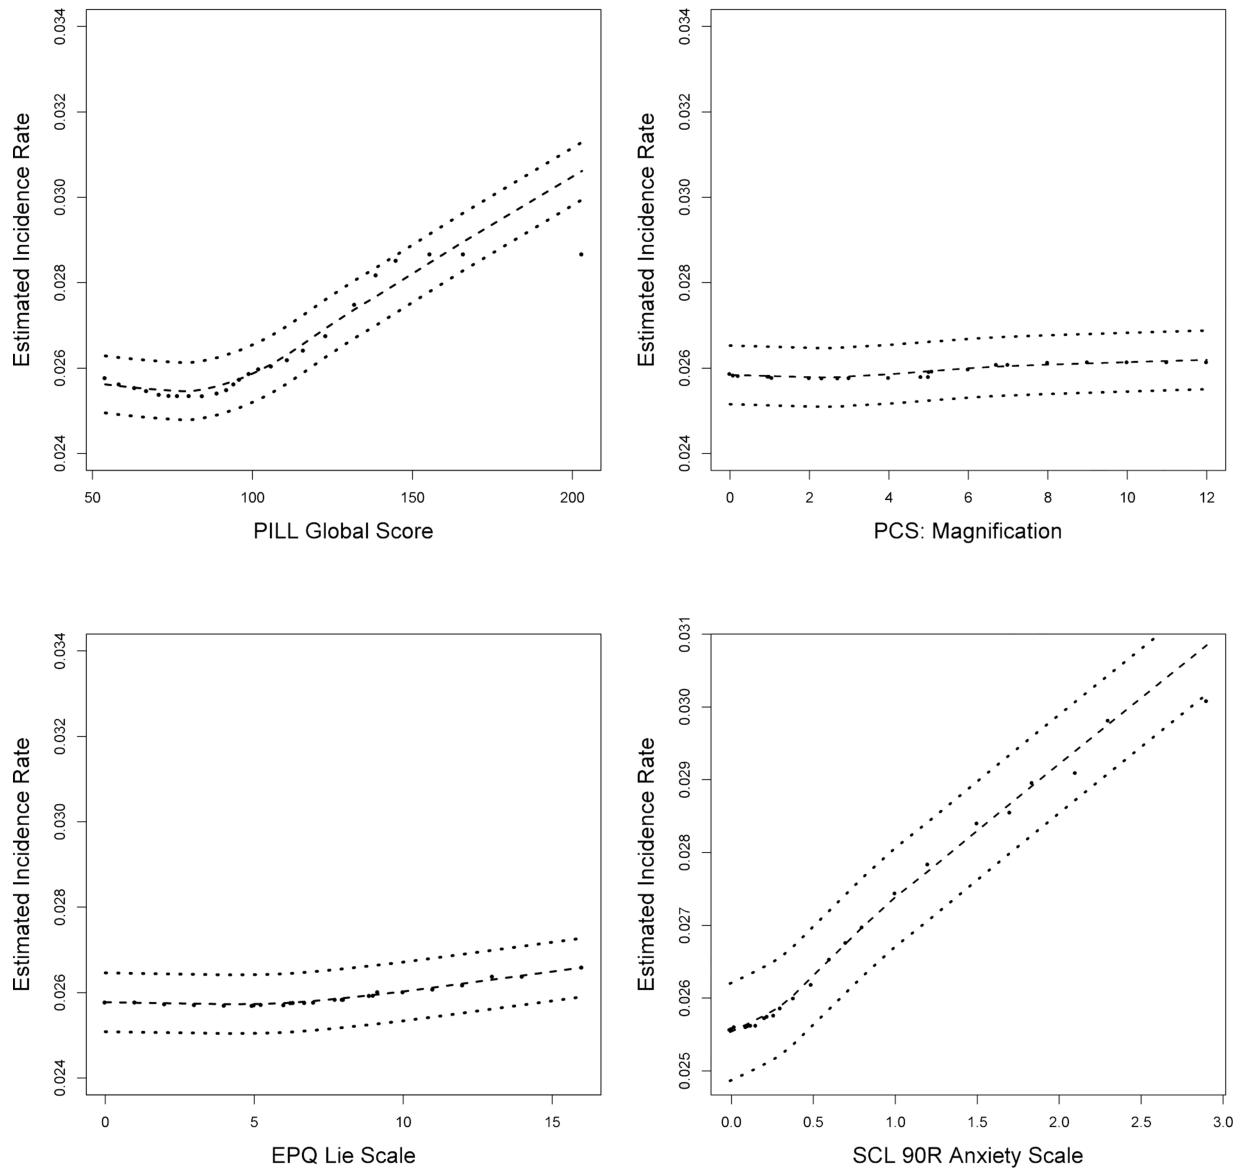 Estimated Incidence Rate
0.024 0.026 0.028 0.030 0.032 0.034
50 100 150 200
PILL Global Score
Estimated Incidence Rate
0.024 0.026 0.028 0.030 0.032 0.034
0 2 4 6 8 10 12
PCS: Magnification
Estimated Incidence Rate
0.024 0.026 0.028 0.030 0.032 0.034
0 5 10 15
EPQ Lie Scale
Estimated Incidence Rate
0.025 0.026 0.027 0.028 0.029 0.030 0.031
0.0 0.5 1.0 1.5 2.0 2.5 3.0
SCL 90R Anxiety Scale